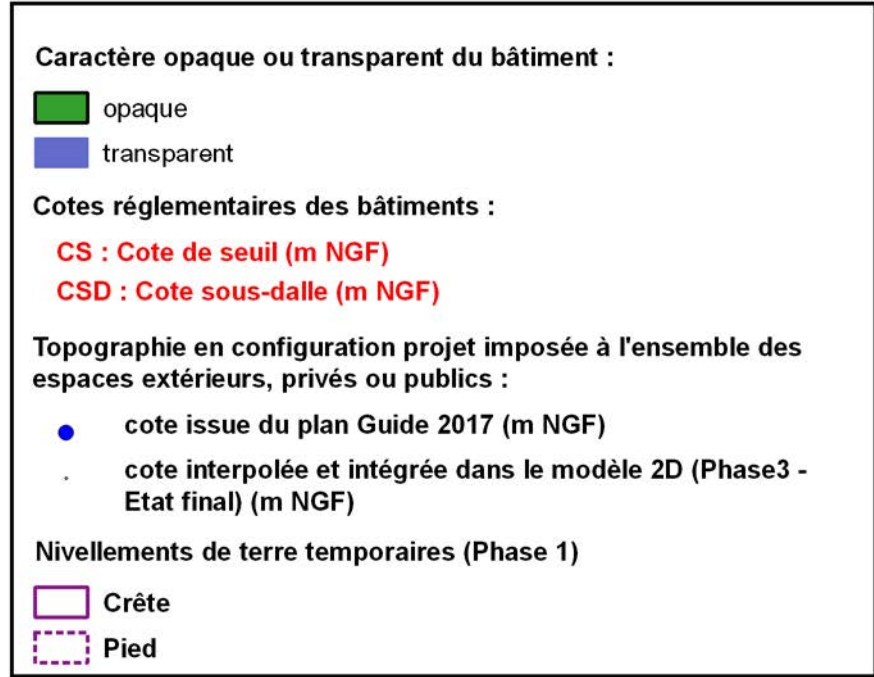 Caractère opaque ou transparent du bâtiment :
opaque
transparent
Cotes réglementaires des bâtiments :
CS : Cote de seuil (m NGF)
CSD : Cote sous-dalle (m NGF)
Topographie en configuration projet imposée à l'ensemble des
espaces extérieurs, privés ou publics :
cote issue du plan Guide 2017 (m NGF)
cote interpolée et intégrée dans le modèle 2D (Phase3 -
Etat final) (m NGF)
Nivellements de terre temporaires (Phase 1)
Crête
Pied